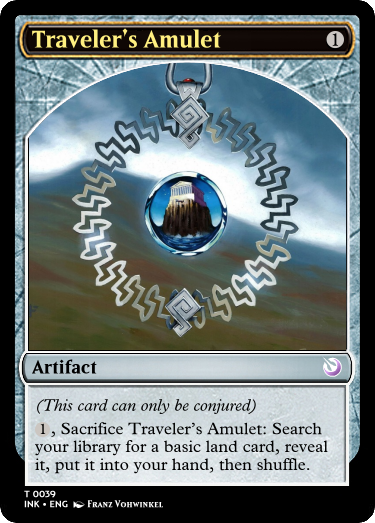 Traveler's Amulet 1
Artifact
(This card can only be conjured)
1, Sacrifice Traveler's Amulet: Search
your library for a basic land card, reveal
it, put it into your hand, then shuffle.
T 0039
INK • ENG Franz Vohwinkel